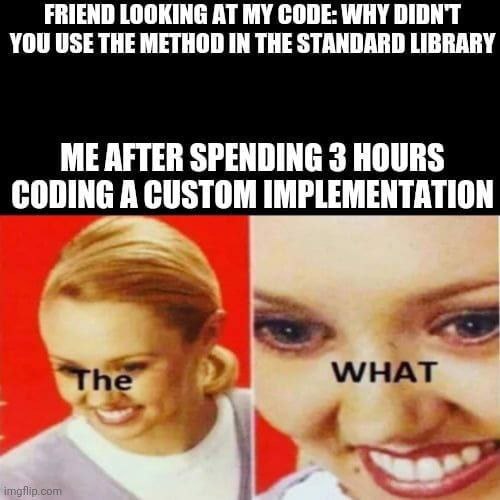 FRIEND LOOKING AT MY CODE: WHY DIDN'T
YOU USE THE METHOD IN THE STANDARD LIBRARY
ME AFTER SPENDING 3 HOURS
CODING A CUSTOM IMPLEMENTATION
The
WHAT
imgflip.com